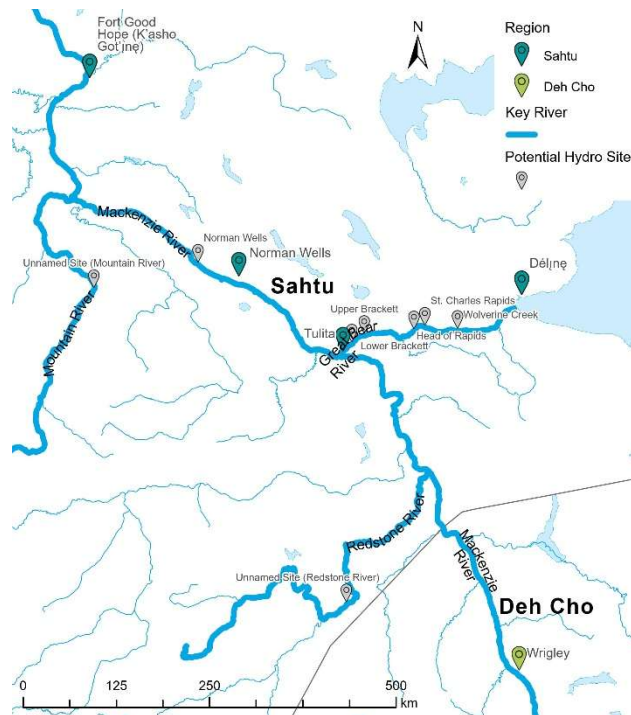 Fort Good
Hope (K'asho
Got'ı̨nę)
Region
Sahtu
Deh Cho
Key River
Potential Hydro Site
N
Mackenzie River
Norman Wells
Norman Wells
Unnamed Site (Mountain River)
Mountain River
Sahtu
Délı̨nę
Upper Brackett
St. Charles Rapids
Wolverine Creek
Tulita
Great Bear
River
Lower Brackett
Head of Rapids
Redstone River
Mackenzie
River
Unnamed Site (Redstone River)
Deh Cho
Wrigley
0 125 250 500
km